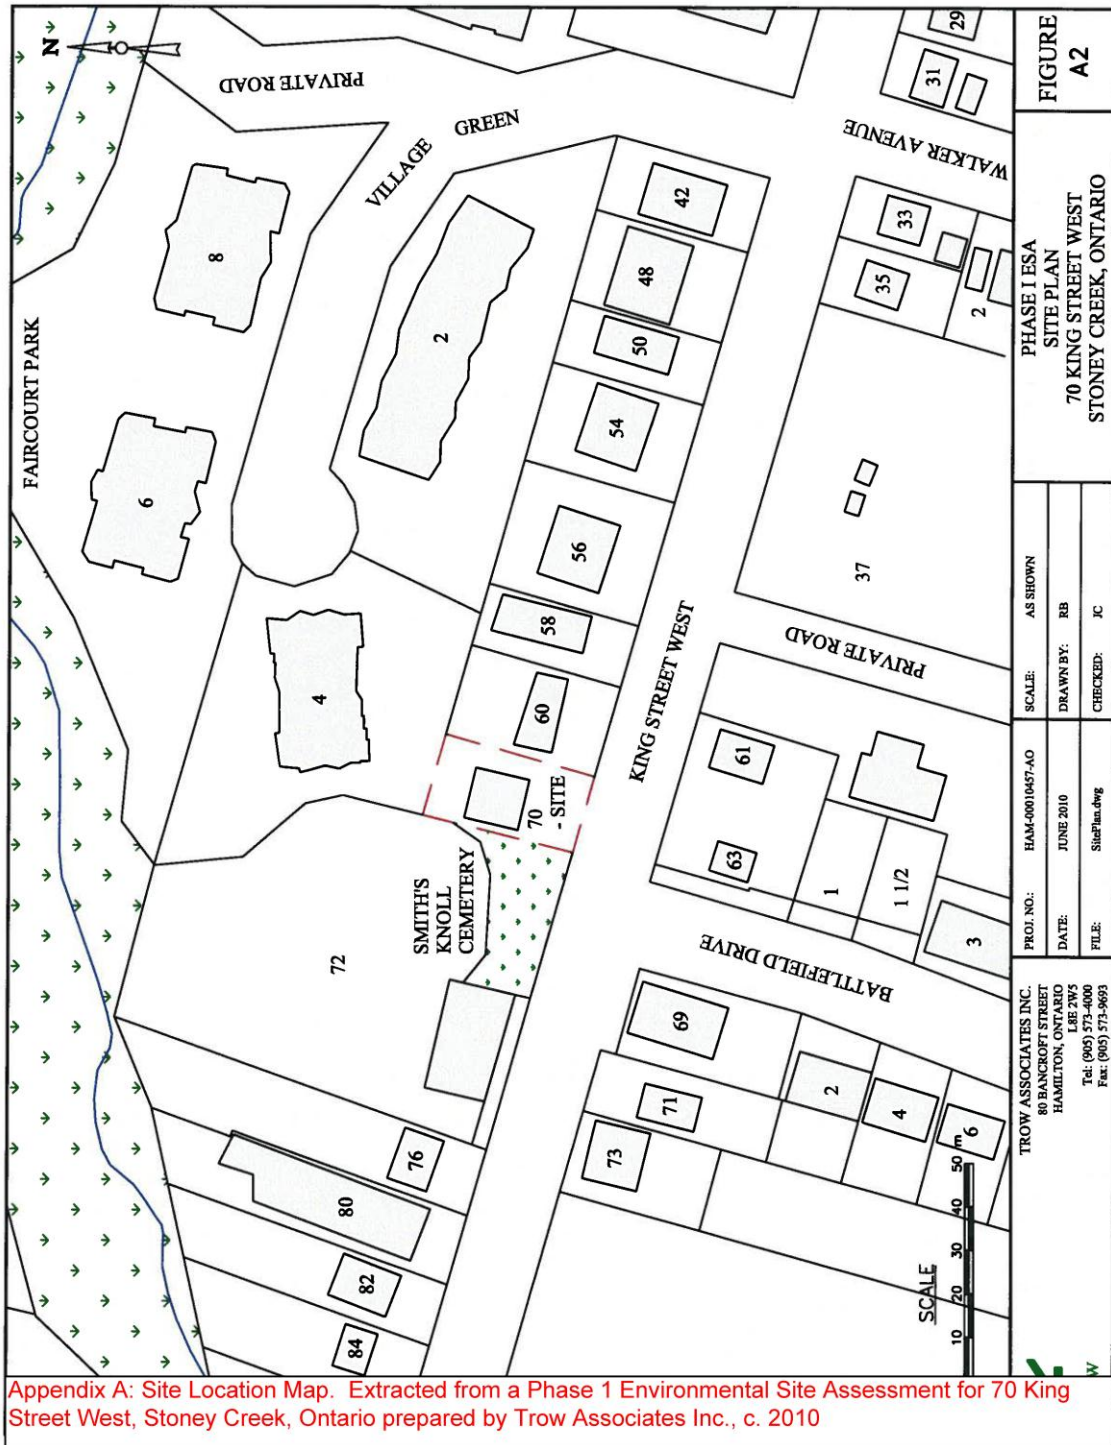 N
FAIRCOURT PARK
PRIVATE ROAD
VILLAGE
GREEN
8
6
2
4
42
48
50
54
56
58
60
70
- SITE
SMITH'S
KNOLL
CEMETERY
72
76
80
82
84
KING STREET WEST
WALKER AVENUE
29
31
33
35
2
37
PRIVATE ROAD
61
63
1
1 1/2
3
BATTLEFIELD DRIVE
69
71
73
2
4
6
SCALE
10 20 30 40 50 m
TROW ASSOCIATES INC.
80 BANCROFT STREET
HAMILTON, ONTARIO
L8E 2W5
Tel: (905) 573-4000
Fax: (905) 573-9693
PROJ. NO.: HAM-00010457-AO
DATE: JUNE 2010
FILE: SitePlan.dwg
SCALE: AS SHOWN
DRAWN BY: RB
CHECKED: JC
PHASE I ESA
SITE PLAN
70 KING STREET WEST
STONEY CREEK, ONTARIO
FIGURE
A2
W
Appendix A: Site Location Map. Extracted from a Phase 1 Environmental Site Assessment for 70 King
Street West, Stoney Creek, Ontario prepared by Trow Associates Inc., c. 2010